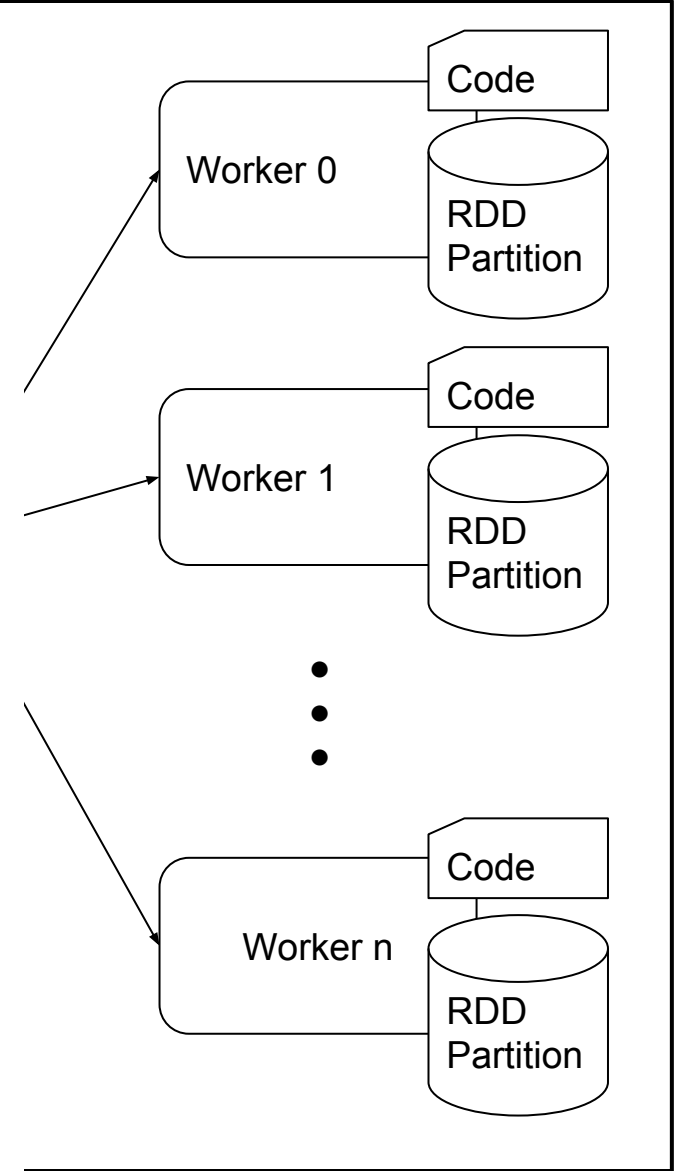 Code
Worker 0
RDD
Partition
Code
Worker 1
RDD
Partition
Code
Worker n
RDD
Partition